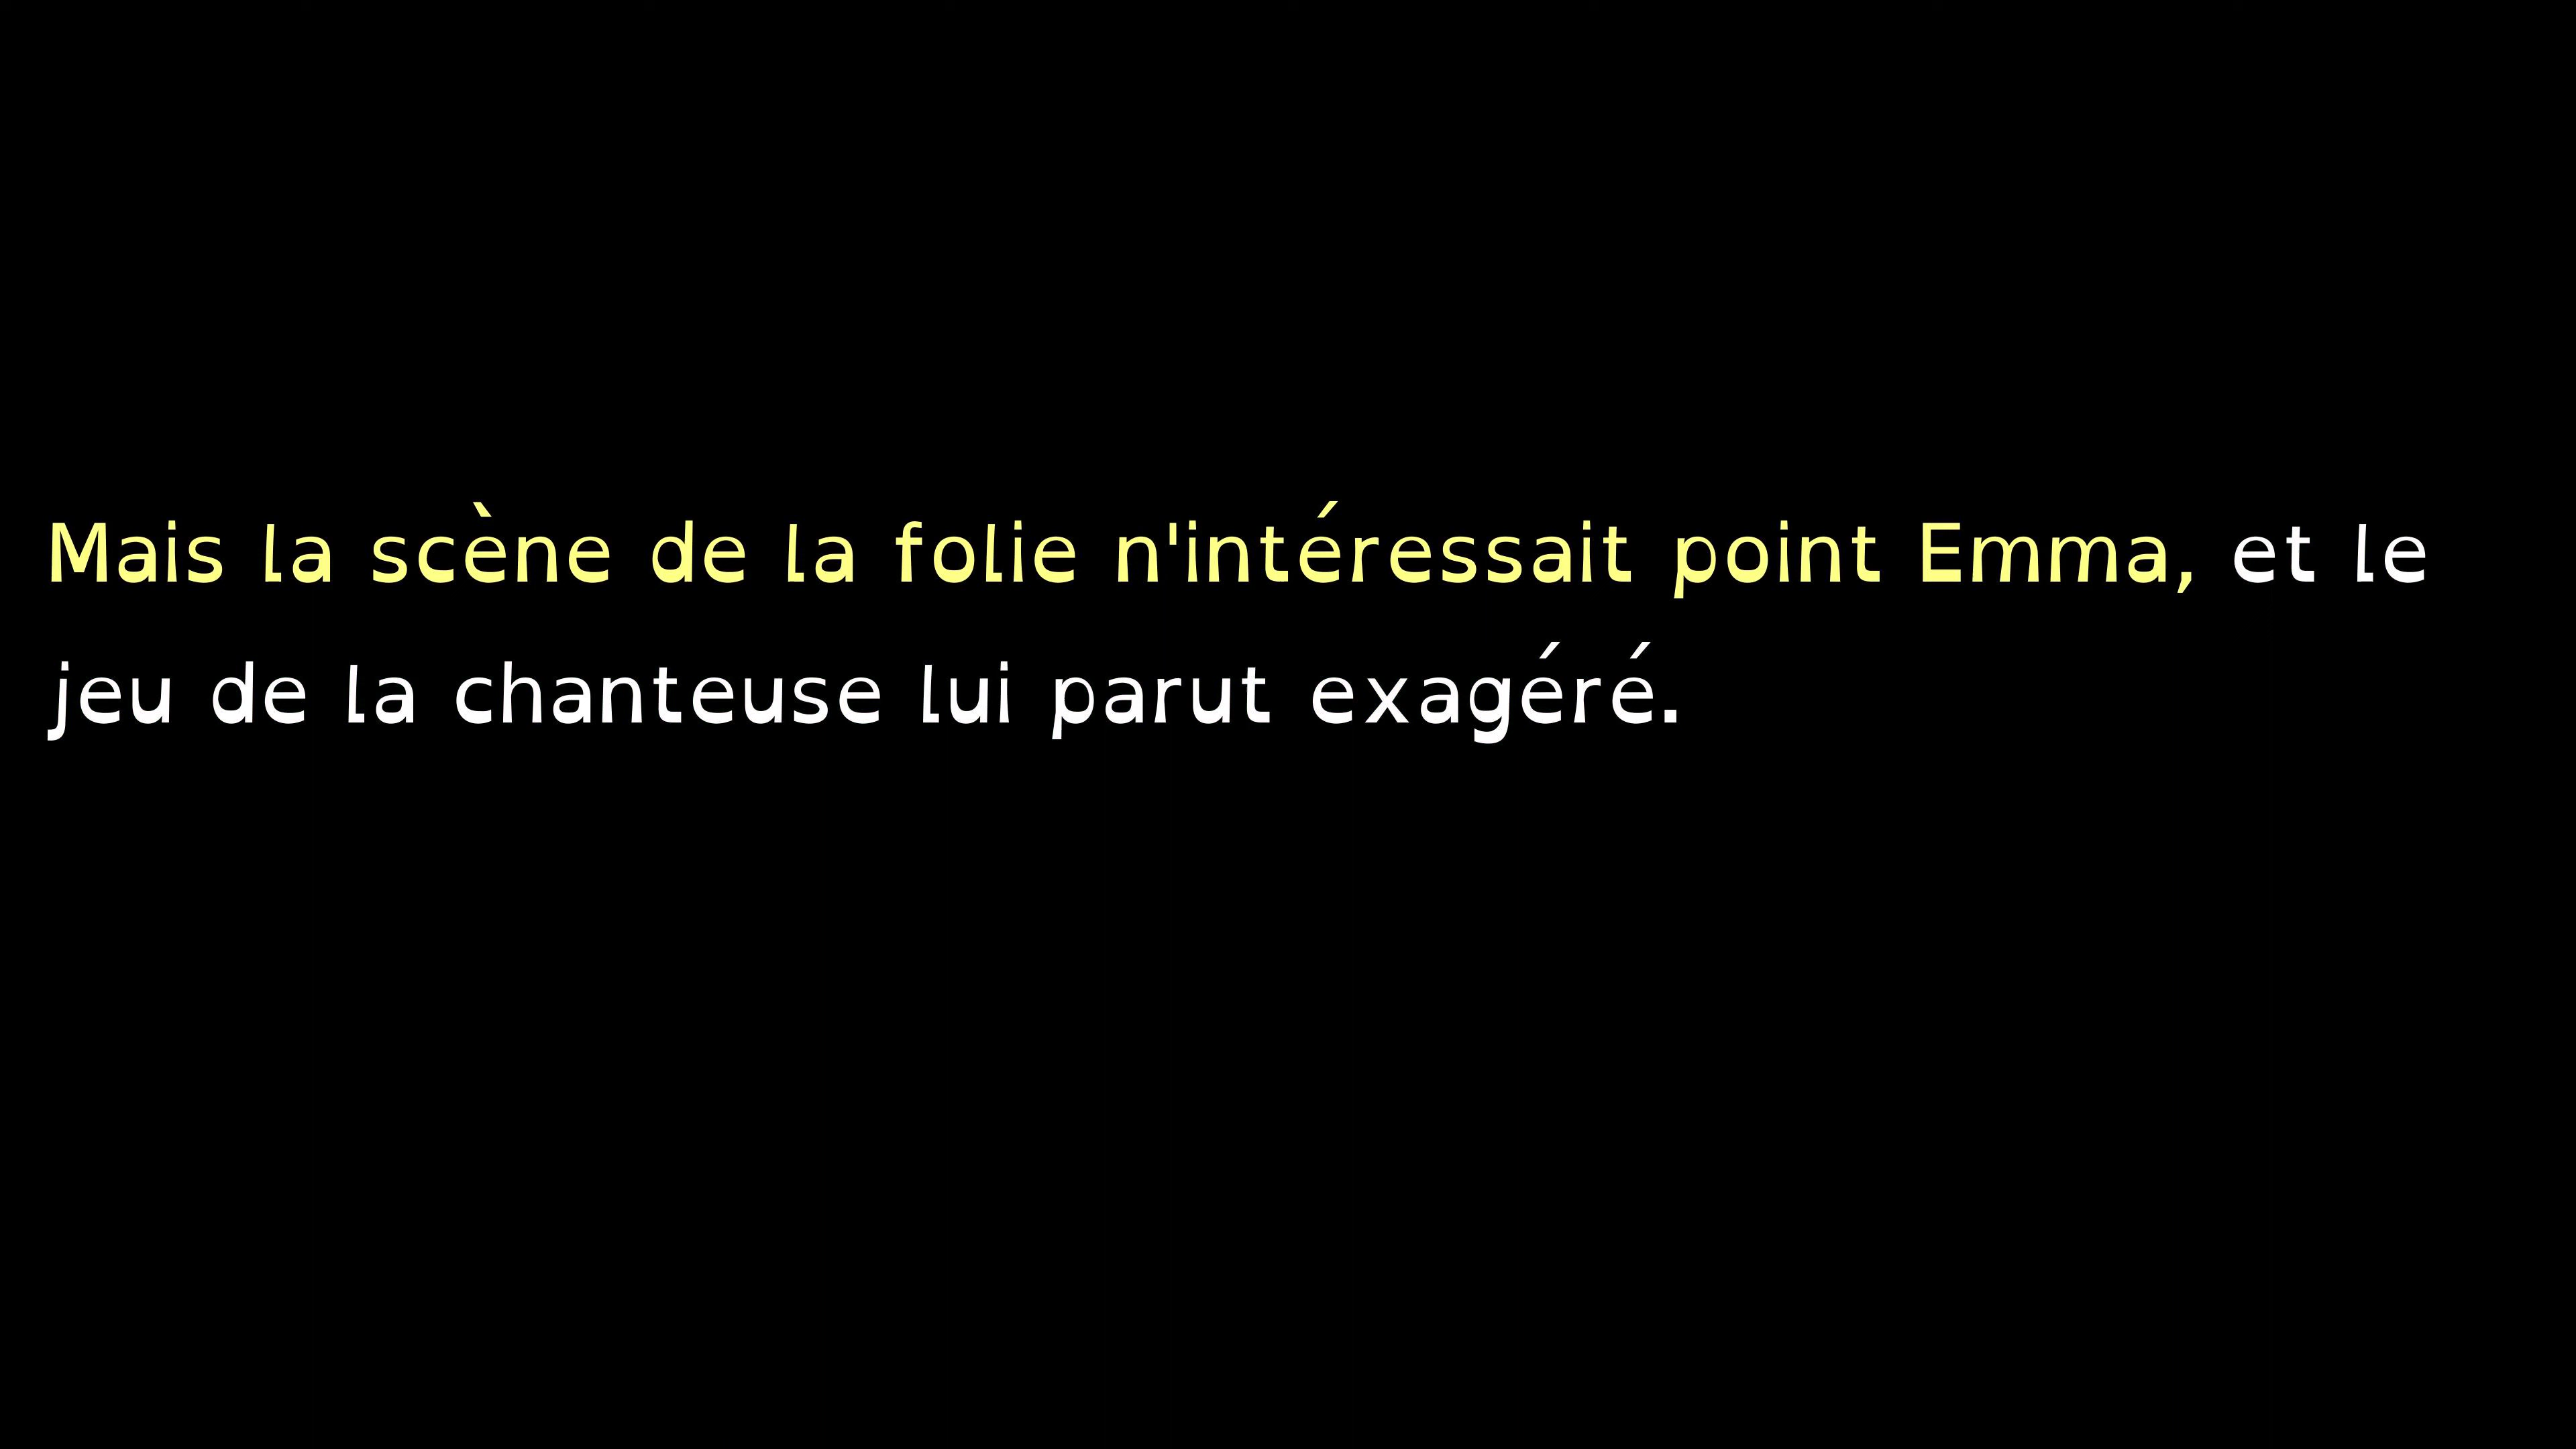 Mais la scène de la folie n'intéressait point Emma, et le
jeu de la chanteuse lui parut exagéré.